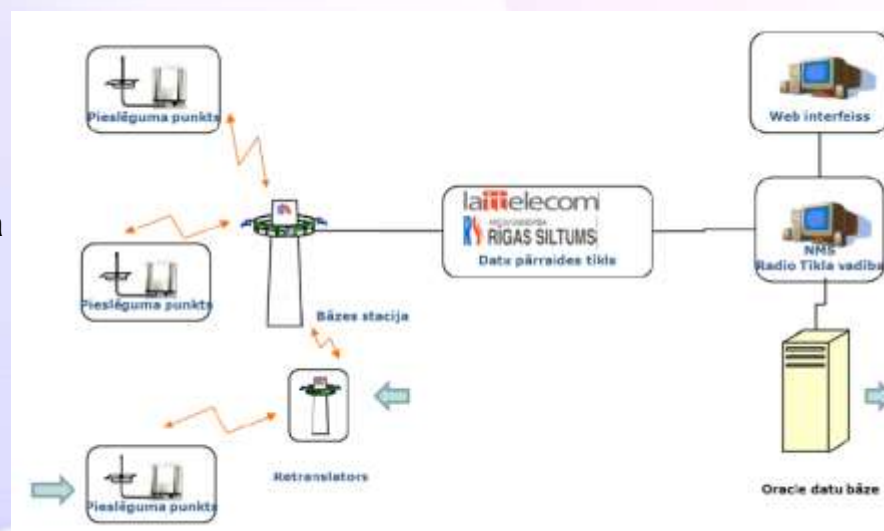 Pieslēguma punkts
Web interfeiss
lattelecom
RĪGAS SILTUMS
Datu pārraides tīkls
NMS
Radio Tīkla vadība
Pieslēguma punkts
Bāzes stacija
Retranslators
Pieslēguma punkts
Oracle datu bāze